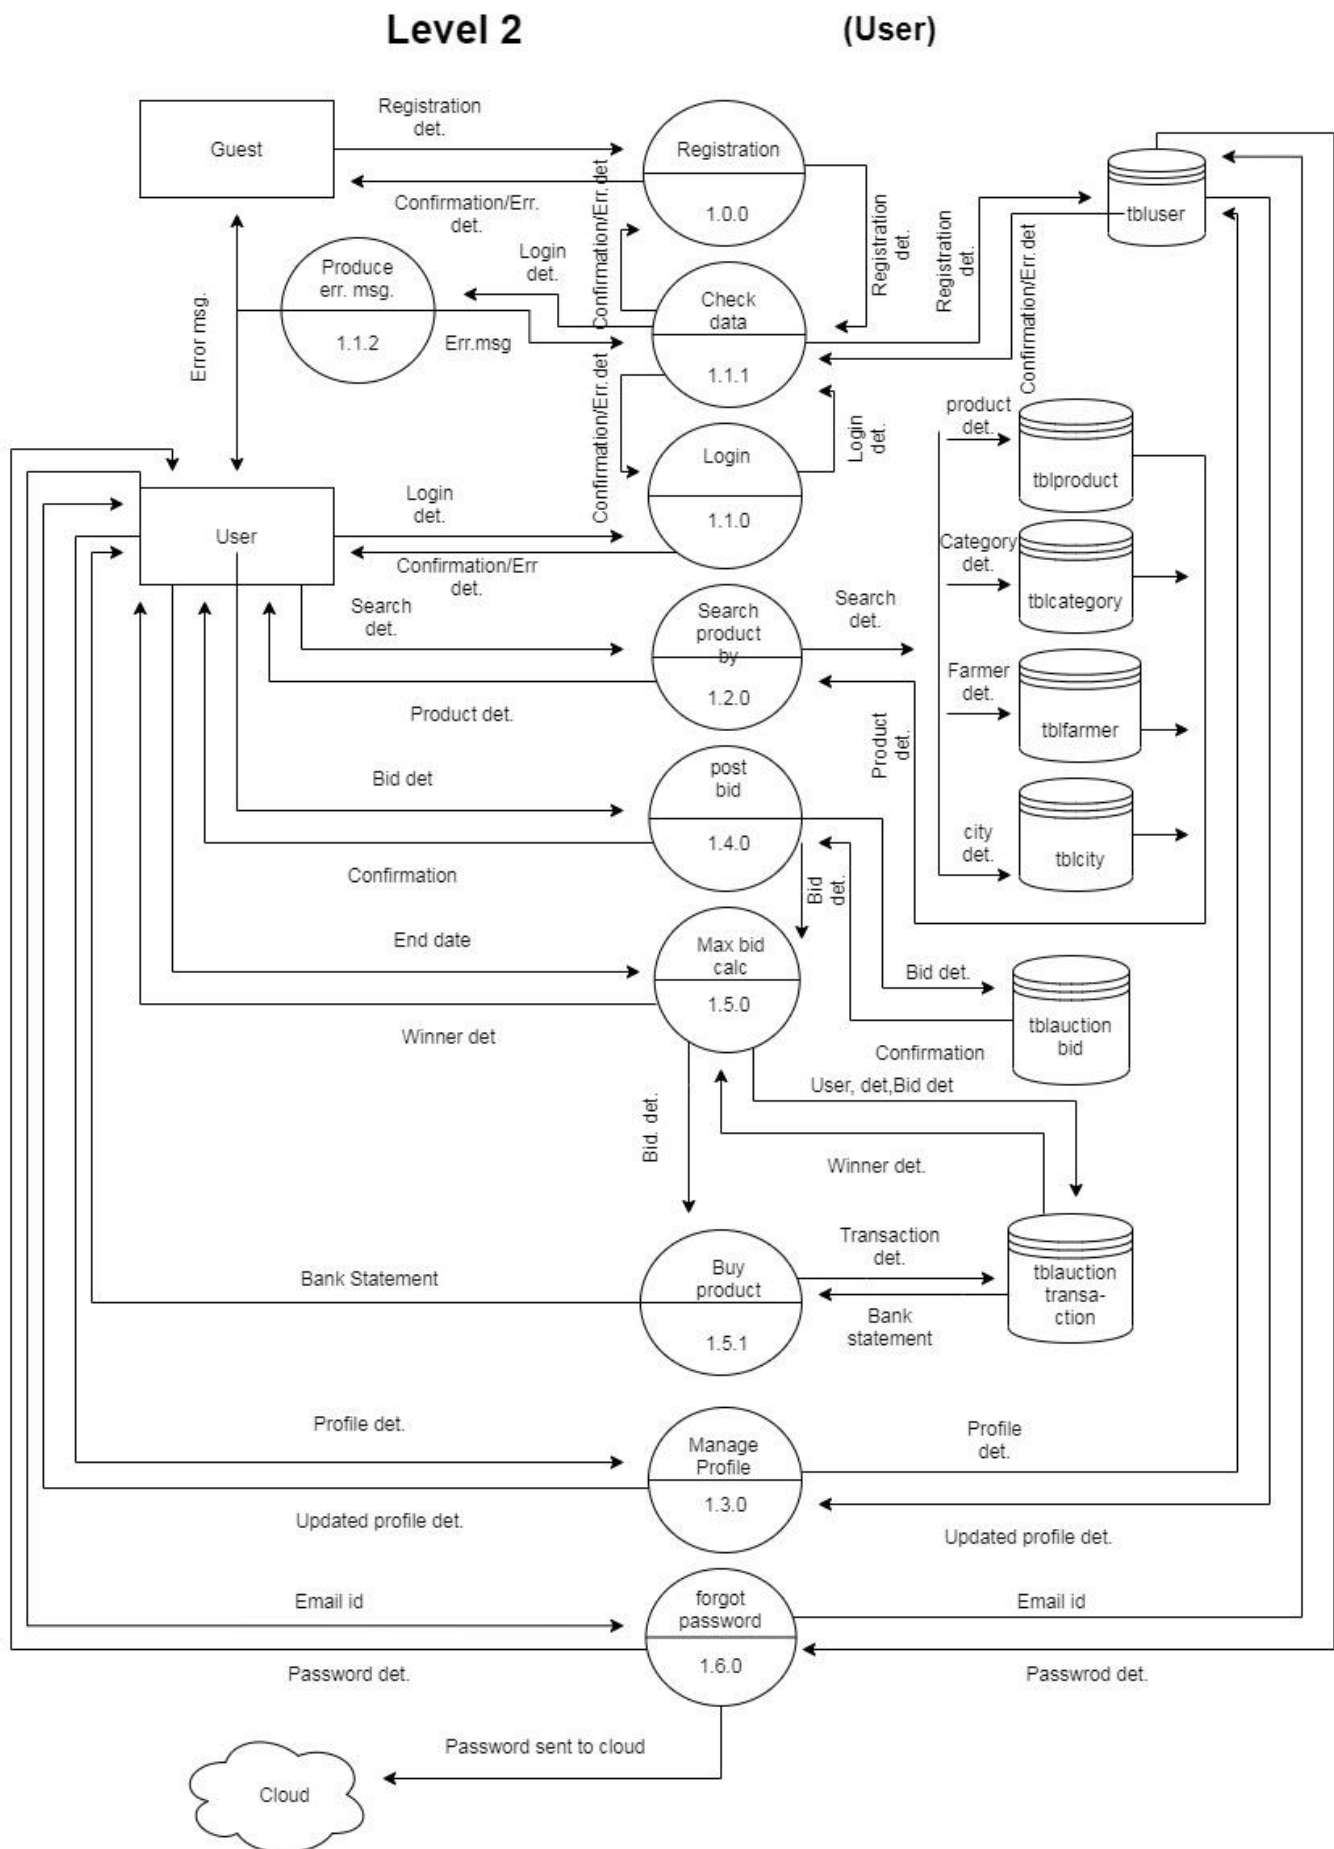 Level 2
(User)
Registration
det.
Guest
Registration
Confirmation/Err.
det.
1.0.0
Confirmation/Err.det
Registration
det.
Registration
det.
tbluser
Confirmation/Err.det
Login
det.
Produce
err. msg.
1.1.2
Err.msg
Error msg.
Check
data
1.1.1
Confirmation/Err.det
Login
det.
Login
1.1.0
product
det.
tblproduct
User
Login
det.
Confirmation/Err
det.
Category
det.
tblcategory
Search
det.
Search
product
by
1.2.0
Search
det.
Farmer
det.
tblfarmer
Product det.
Product
det.
Bid det
post
bid
1.4.0
city
det.
tblcity
Confirmation
Bid
det.
End date
Max bid
calc
1.5.0
Bid det.
tblauction
bid
Winner det
Confirmation
User, det,Bid det
Bid. det.
Winner det.
Transaction
det.
Bank Statement
Buy
product
1.5.1
Bank
statement
tblauction
transa-
ction
Profile det.
Manage
Profile
1.3.0
Profile
det.
Updated profile det.
Updated profile det.
Email id
forgot
password
1.6.0
Email id
Password det.
Passwrod det.
Password sent to cloud
Cloud